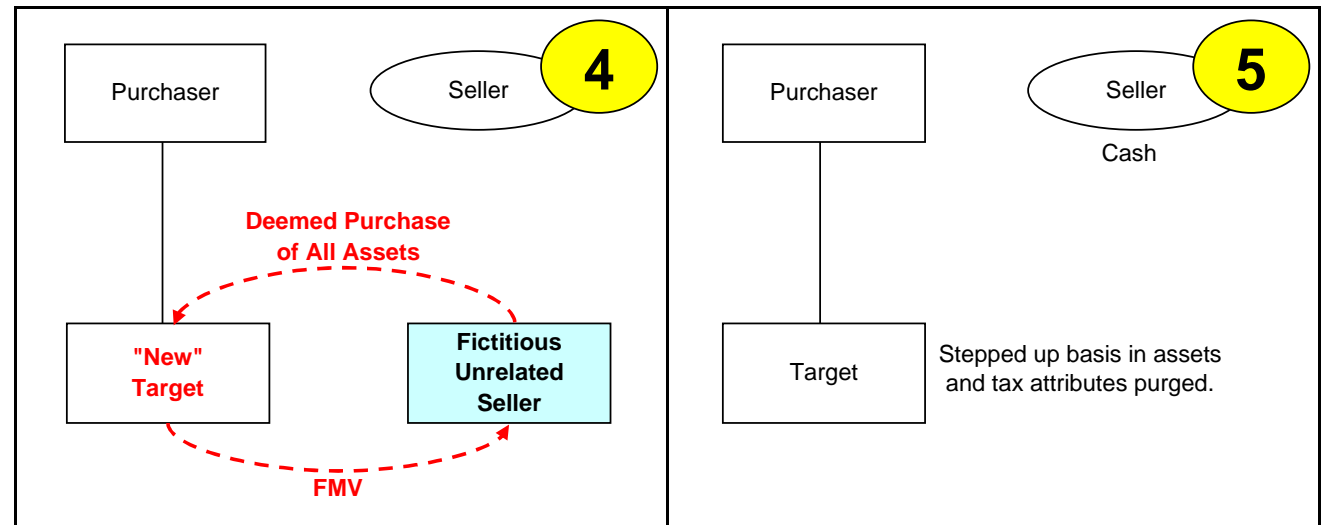 Purchaser
Seller
4
Deemed Purchase
of All Assets
"New"
Target
Fictitious
Unrelated
Seller
FMV
Purchaser
Seller
5
Cash
Target
Stepped up basis in assets
and tax attributes purged.